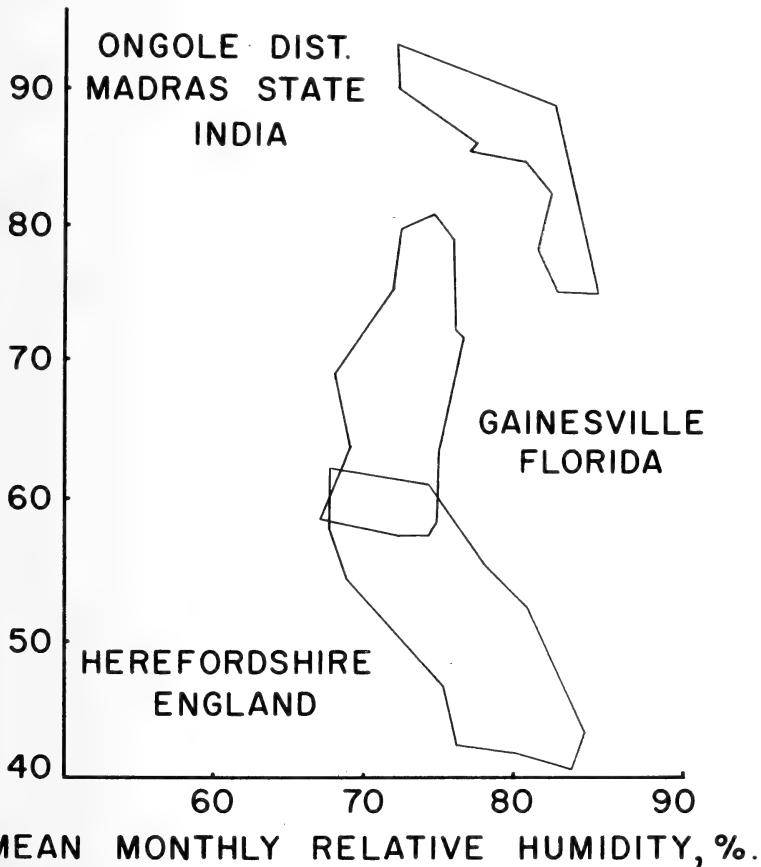 ONGOLE DIST.
90 MADRAS STATE
INDIA
80
70
GAINESVILLE
FLORIDA
60
50
HEREFORDSHIRE
ENGLAND
40
60 70 80 90
MEAN MONTHLY RELATIVE HUMIDITY, %.